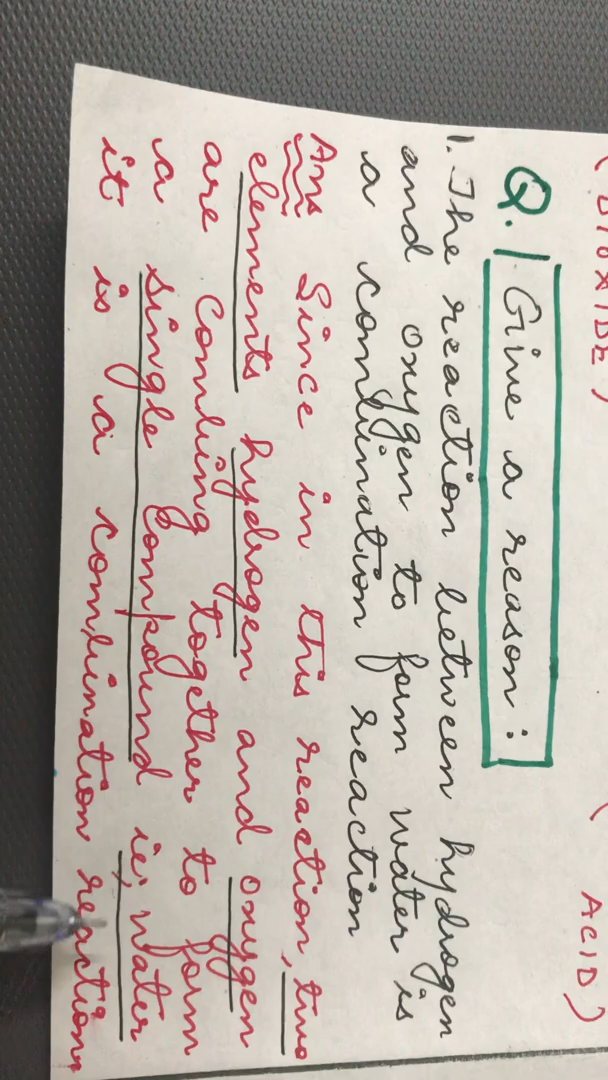 (DIOXIDE)
ACID)
Q. Give a reason :
1. The reaction between hydrogen
and oxygen to form water is
a combination reaction
Ans Since in this reaction, two
elements hydrogen and oxygen
are combing together to form
a single compound ie; water
it is a combination reaction